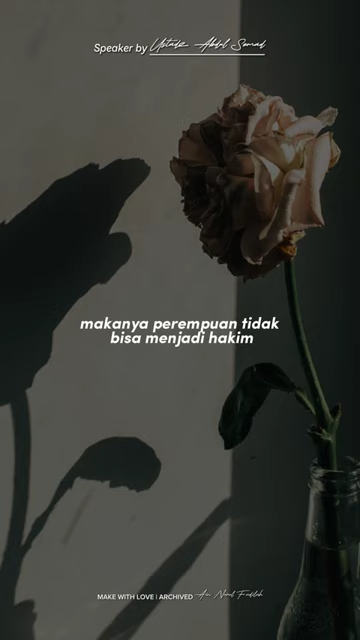 Speaker by Ustadz Abdul Somad
makanya perempuan tidak
bisa menjadi hakim
MAKE WITH LOVE | ARCHIVED